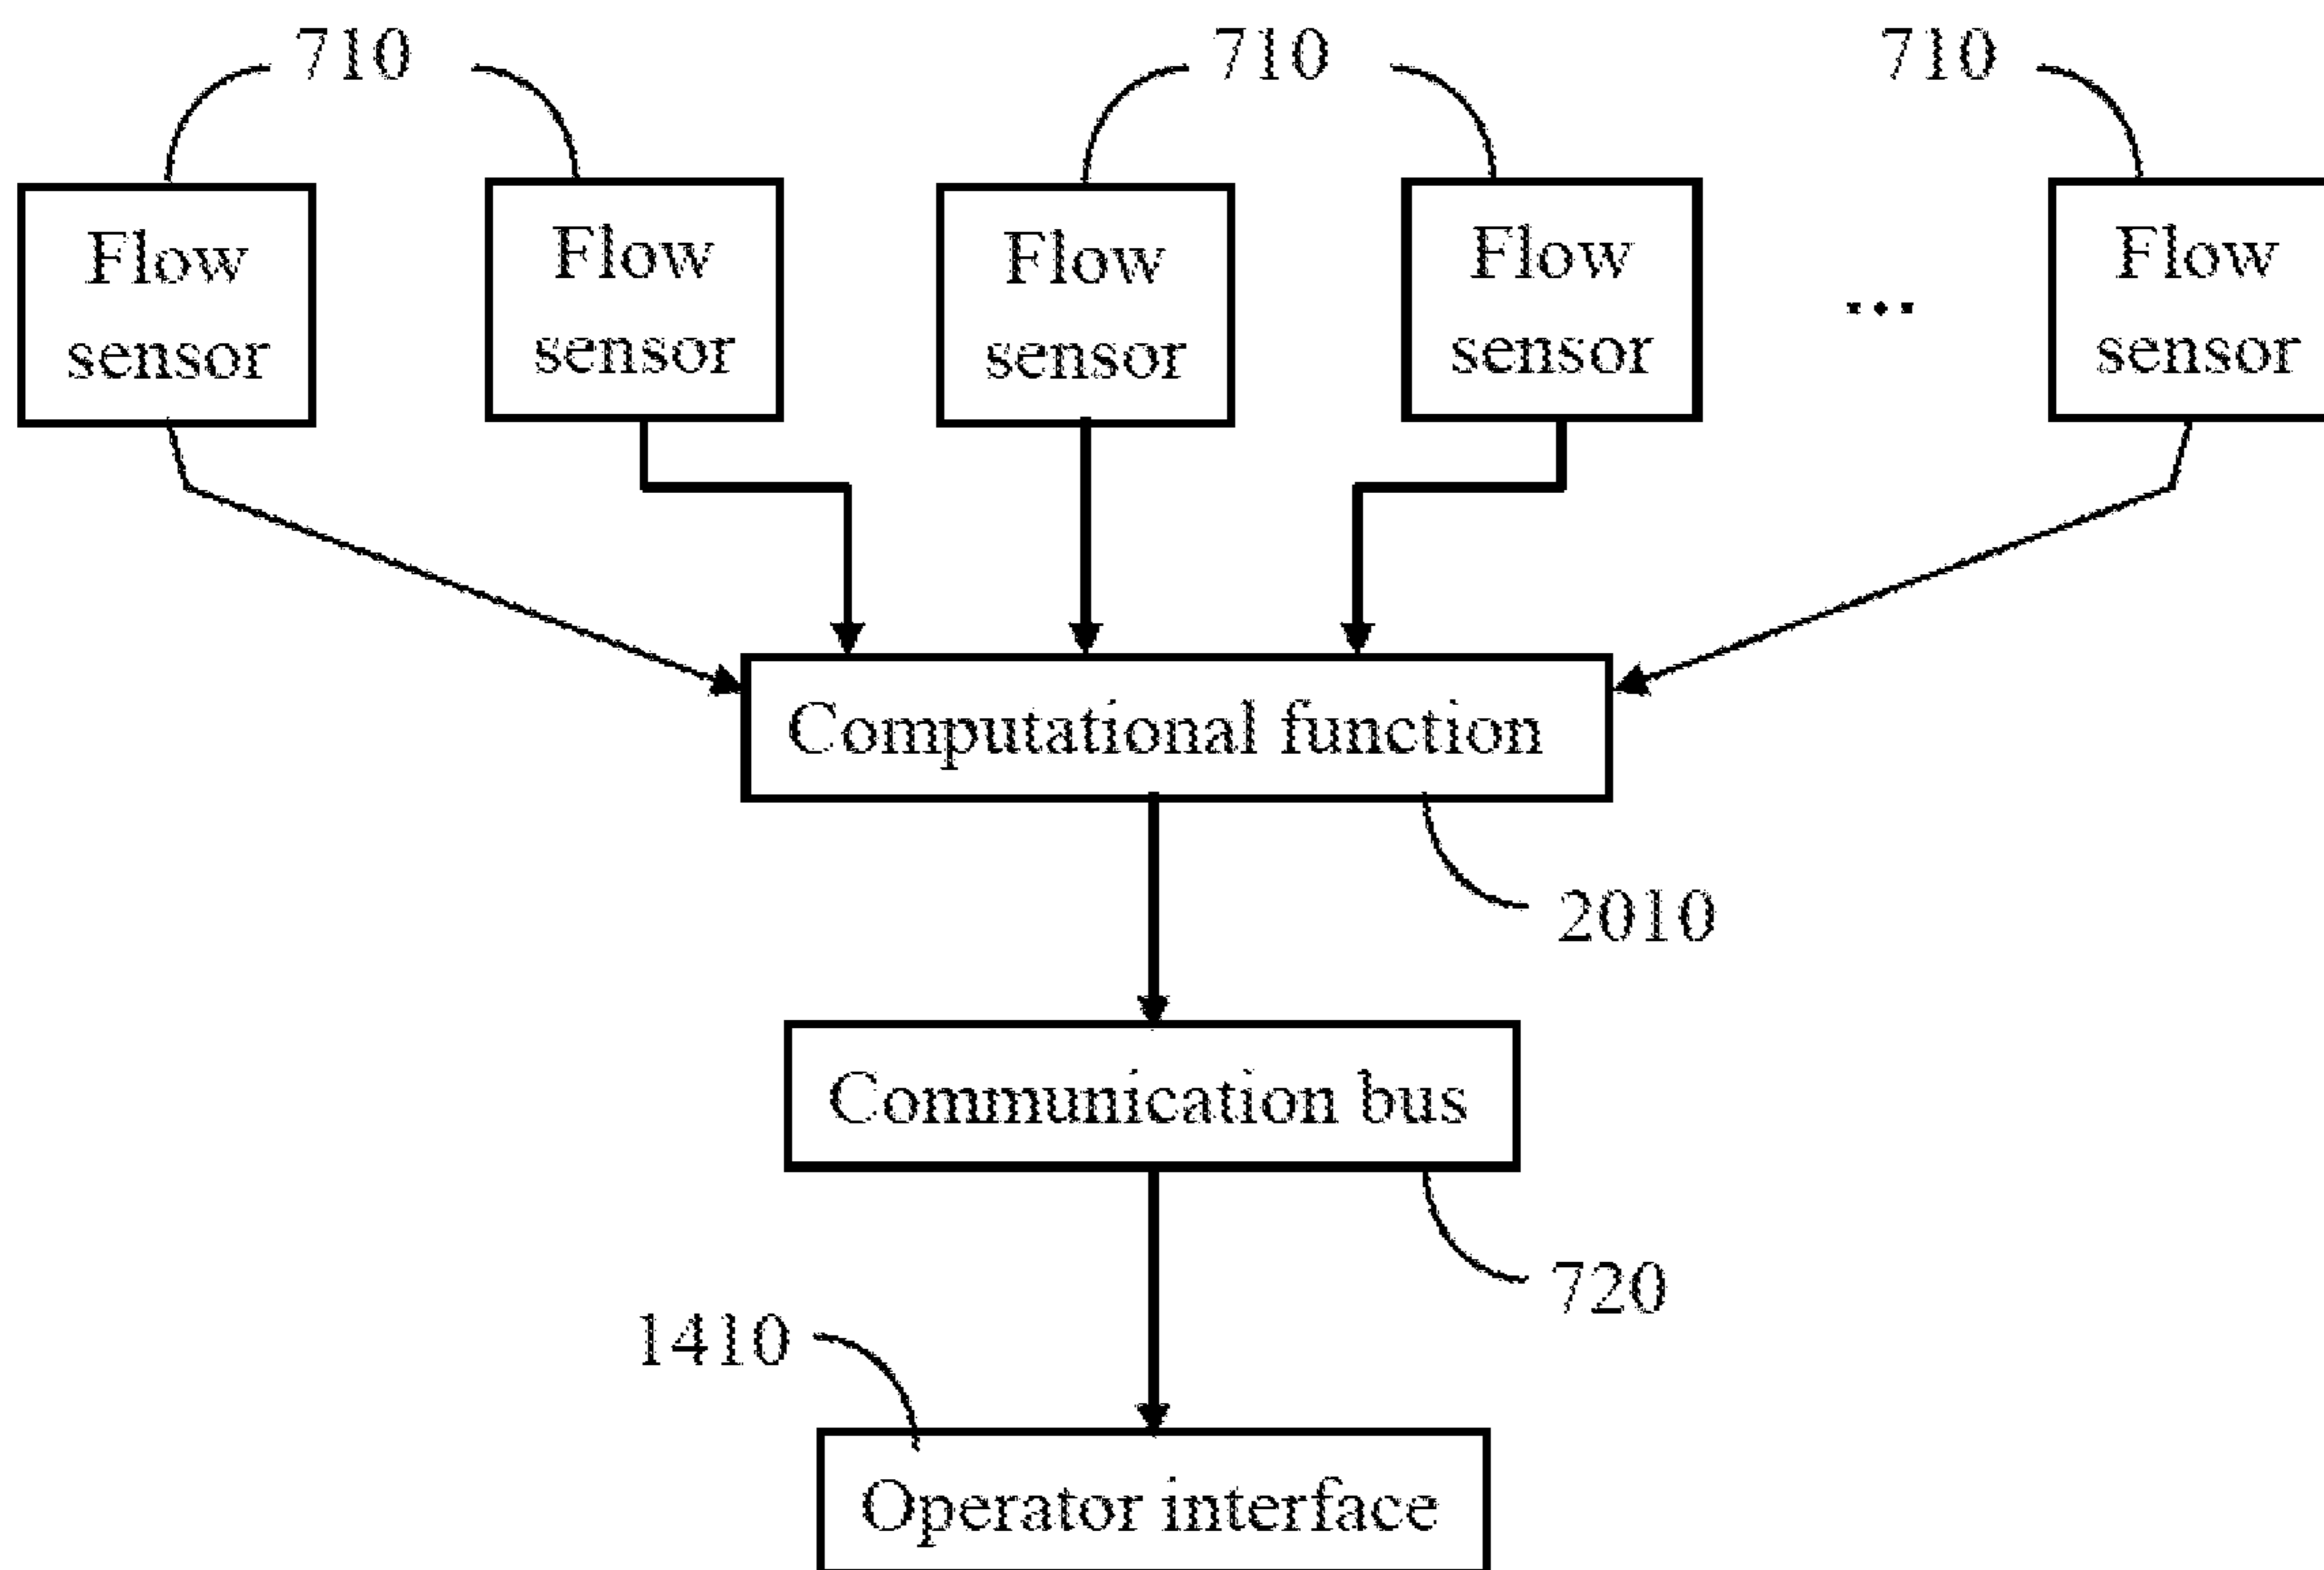 710
710
710
Flow
sensor
Flow
sensor
Flow
sensor
Flow
sensor
...
Flow
sensor
Computational function
2010
Communication bus
720
1410
Operator interface